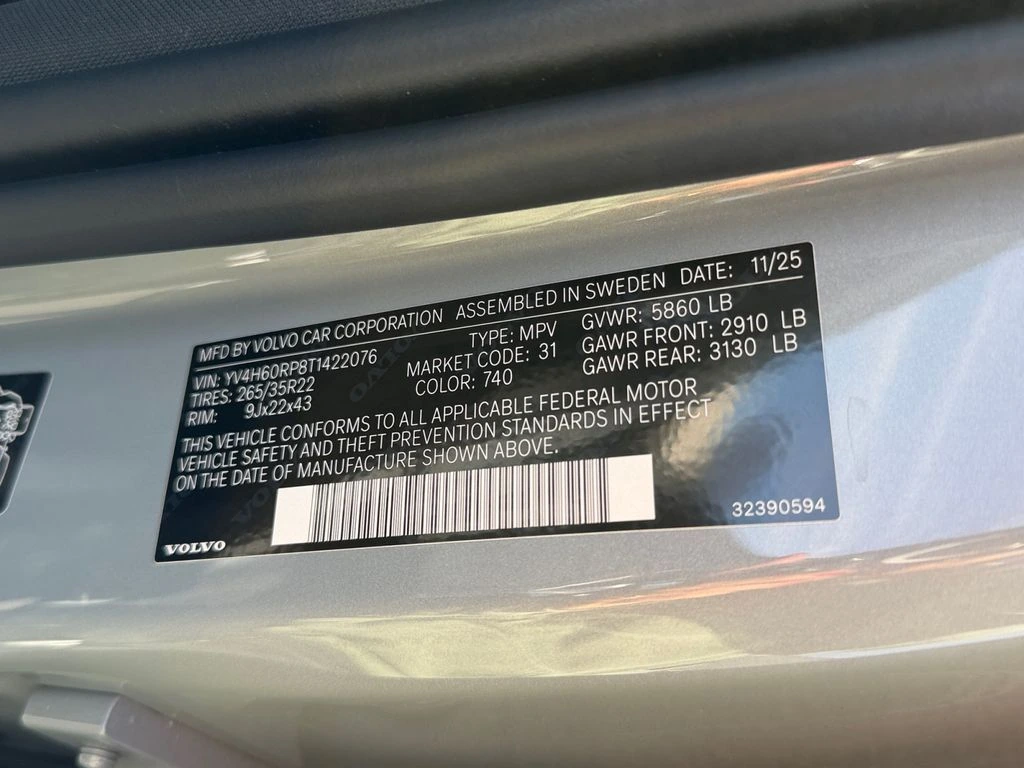 MFD BY VOLVO CAR CORPORATION ASSEMBLED IN SWEDEN DATE: 11/25
VIN: YV4H60RP8T1422076 TYPE: MPV GVWR: 5860 LB
TIRES: 265/35R22 MARKET CODE: 31 GAWR FRONT: 2910 LB
RIM: 9Jx22x43 COLOR: 740 GAWR REAR: 3130 LB
THIS VEHICLE CONFORMS TO ALL APPLICABLE FEDERAL MOTOR
VEHICLE SAFETY AND THEFT PREVENTION STANDARDS IN EFFECT
ON THE DATE OF MANUFACTURE SHOWN ABOVE.
VOLVO 32390594